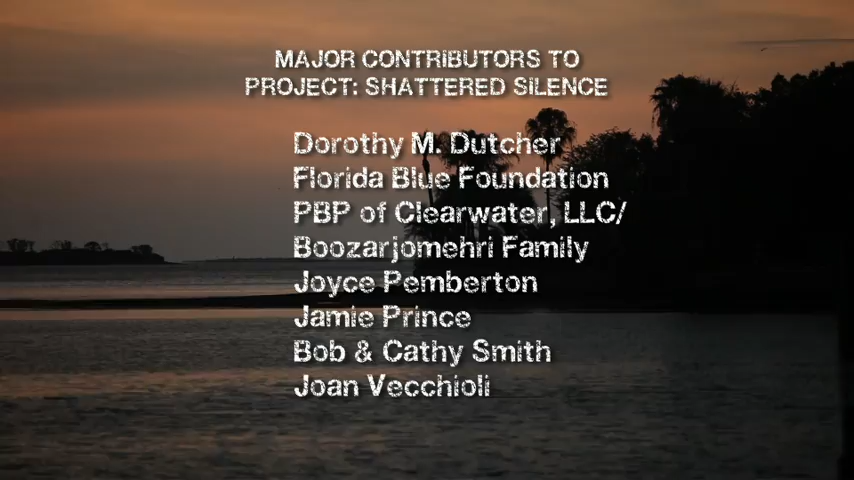 MAJOR CONTRIBUTORS TO
PROJECT: SHATTERED SILENCE
Dorothy M. Dutcher
Florida Blue Foundation
PBP of Clearwater, LLC/
Boozarjomehri Family
Joyce Pemberton
Jamie Prince
Bob & Cathy Smith
Joan Vecchioli